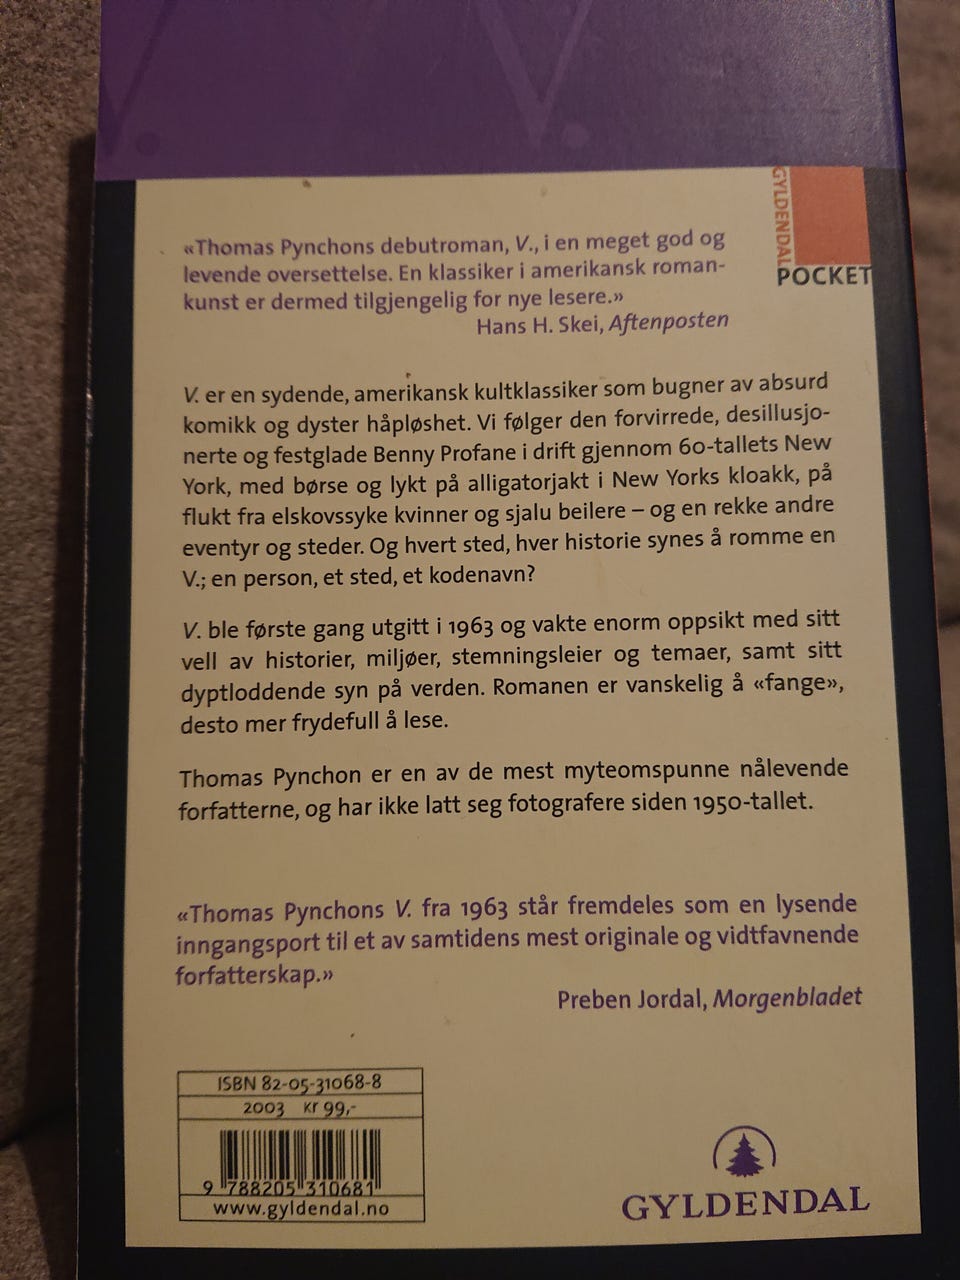 GYLDENDAL
POCKET
«Thomas Pynchons debutroman, V., i en meget god og
levende oversettelse. En klassiker i amerikansk roman-
kunst er dermed tilgjengelig for nye lesere.»
Hans H. Skei, Aftenposten
V. er en sydende, amerikansk kultklassiker som bugner av absurd
komikk og dyster håpløshet. Vi følger den forvirrede, desillusjo-
nerte og festglade Benny Profane i drift gjennom 60-tallets New
York, med børse og lykt på alligatorjakt i New Yorks kloakk, på
flukt fra elskovssyke kvinner og sjalu beilere – og en rekke andre
eventyr og steder. Og hvert sted, hver historie synes å romme en
V.; en person, et sted, et kodenavn?
V. ble første gang utgitt i 1963 og vakte enorm oppsikt med sitt
vell av historier, miljøer, stemningsleier og temaer, samt sitt
dyptloddende syn på verden. Romanen er vanskelig å «fange»,
desto mer frydefull å lese.
Thomas Pynchon er en av de mest myteomspunne nålevende
forfatterne, og har ikke latt seg fotografere siden 1950-tallet.
«Thomas Pynchons V. fra 1963 står fremdeles som en lysende
inngangsport til et av samtidens mest originale og vidtfavnende
forfatterskap.»
Preben Jordal, Morgenbladet
ISBN 82-05-31068-8
2003 kr 99,-
9 788205 310681
www.gyldendal.no
GYLDENDAL